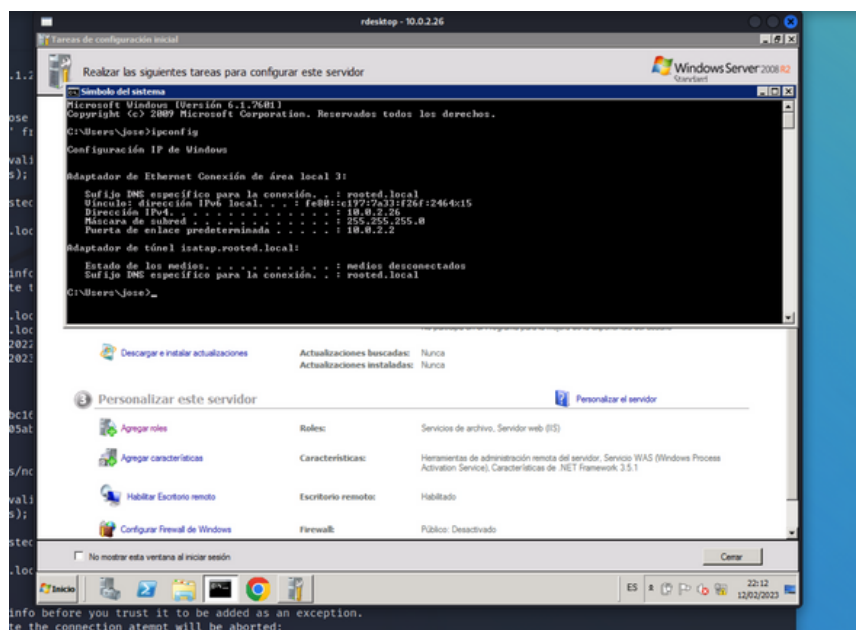 rdesktop - 10.0.2.26
Tareas de configuración inicial
Realizar las siguientes tareas para configurar este servidor
Windows Server 2008 R2
Standard
Símbolo del sistema
Microsoft Windows [Versión 6.1.7601]
Copyright (c) 2009 Microsoft Corporation. Reservados todos los derechos.
C:\Users\jose>ipconfig
Configuración IP de Windows
Adaptador de Ethernet Conexión de área local 3:
Sufijo DNS específico para la conexión. . : rooted.local
Vínculo: dirección IPv6 local. . . : fe80::c197:7a33:f26f:2464%15
Dirección IPv4. . . . . . . . . . . . . . : 10.0.2.26
Máscara de subred . . . . . . . . . . . . : 255.255.255.0
Puerta de enlace predeterminada . . . . . : 10.0.2.2
Adaptador de túnel isatap.rooted.local:
Estado de los medios. . . . . . . . . . . : medios desconectados
Sufijo DNS específico para la conexión. . : rooted.local
C:\Users\jose>_
Descargar e instalar actualizaciones Actualizaciones buscadas: Nunca
Actualizaciones instaladas: Nunca
3 Personalizar este servidor Personalizar el servidor
Agregar roles Roles: Servicios de archivo, Servidor web (IIS)
Agregar características Características: Herramientas de administración remota del servidor, Servicio WAS (Windows Process
Activation Service), Características de .NET Framework 3.5.1
Habilitar Escritorio remoto Escritorio remoto: Habilitado
Configurar Firewall de Windows Firewall: Público: Desactivado
No mostrar esta ventana al iniciar sesión Cerrar
Inicio ES 22:12
12/02/2023
info before you trust it to be added as an exception.
te the connection atempt will be aborted: